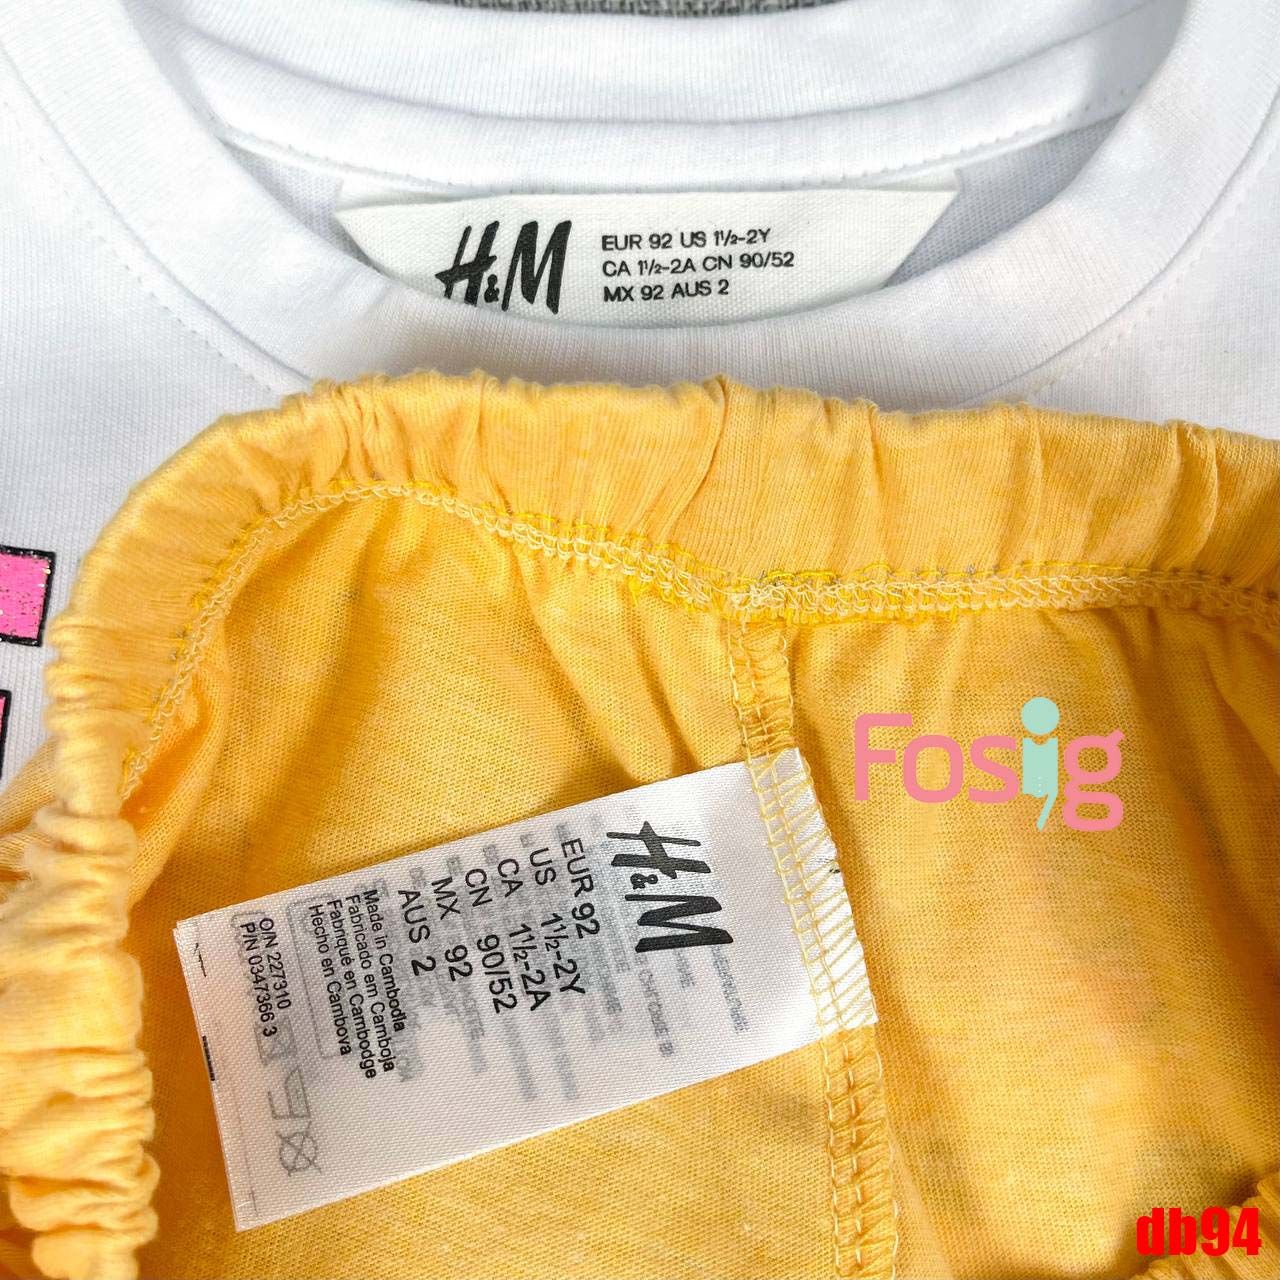 H&M
EUR 92 US 1½-2Y
CA 1½-2A CN 90/52
MX 92 AUS 2
Fosig
H&M
EUR 92
US 1½-2Y
CA 1½-2A
CN 90/52
MX 92
AUS 2
Made in Cambodia
Fabricado em Camboja
Fabriqué en Cambodge
Hecho en Camboya
O/N 227310
P/N 0347366 3
db94